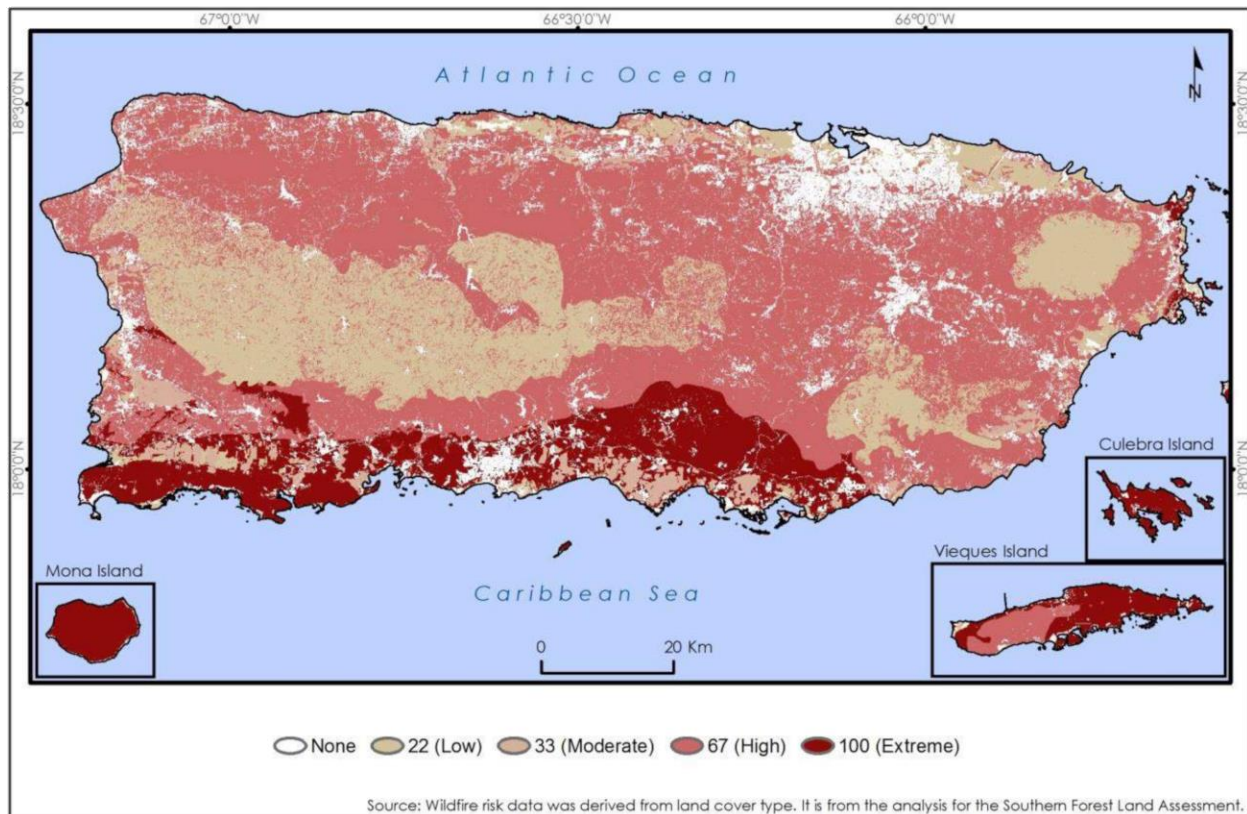 67°0'0"W 66°30'0"W 66°0'0"W
Atlantic Ocean
N
18°30'0"N 18°30'0"N
18°0'0"N 18°0'0"N
Culebra Island
Vieques Island
Mona Island
Caribbean Sea
0 20 Km
None 22 (Low) 33 (Moderate) 67 (High) 100 (Extreme)
Source: Wildfire risk data was derived from land cover type. It is from the analysis for the Southern Forest Land Assessment.